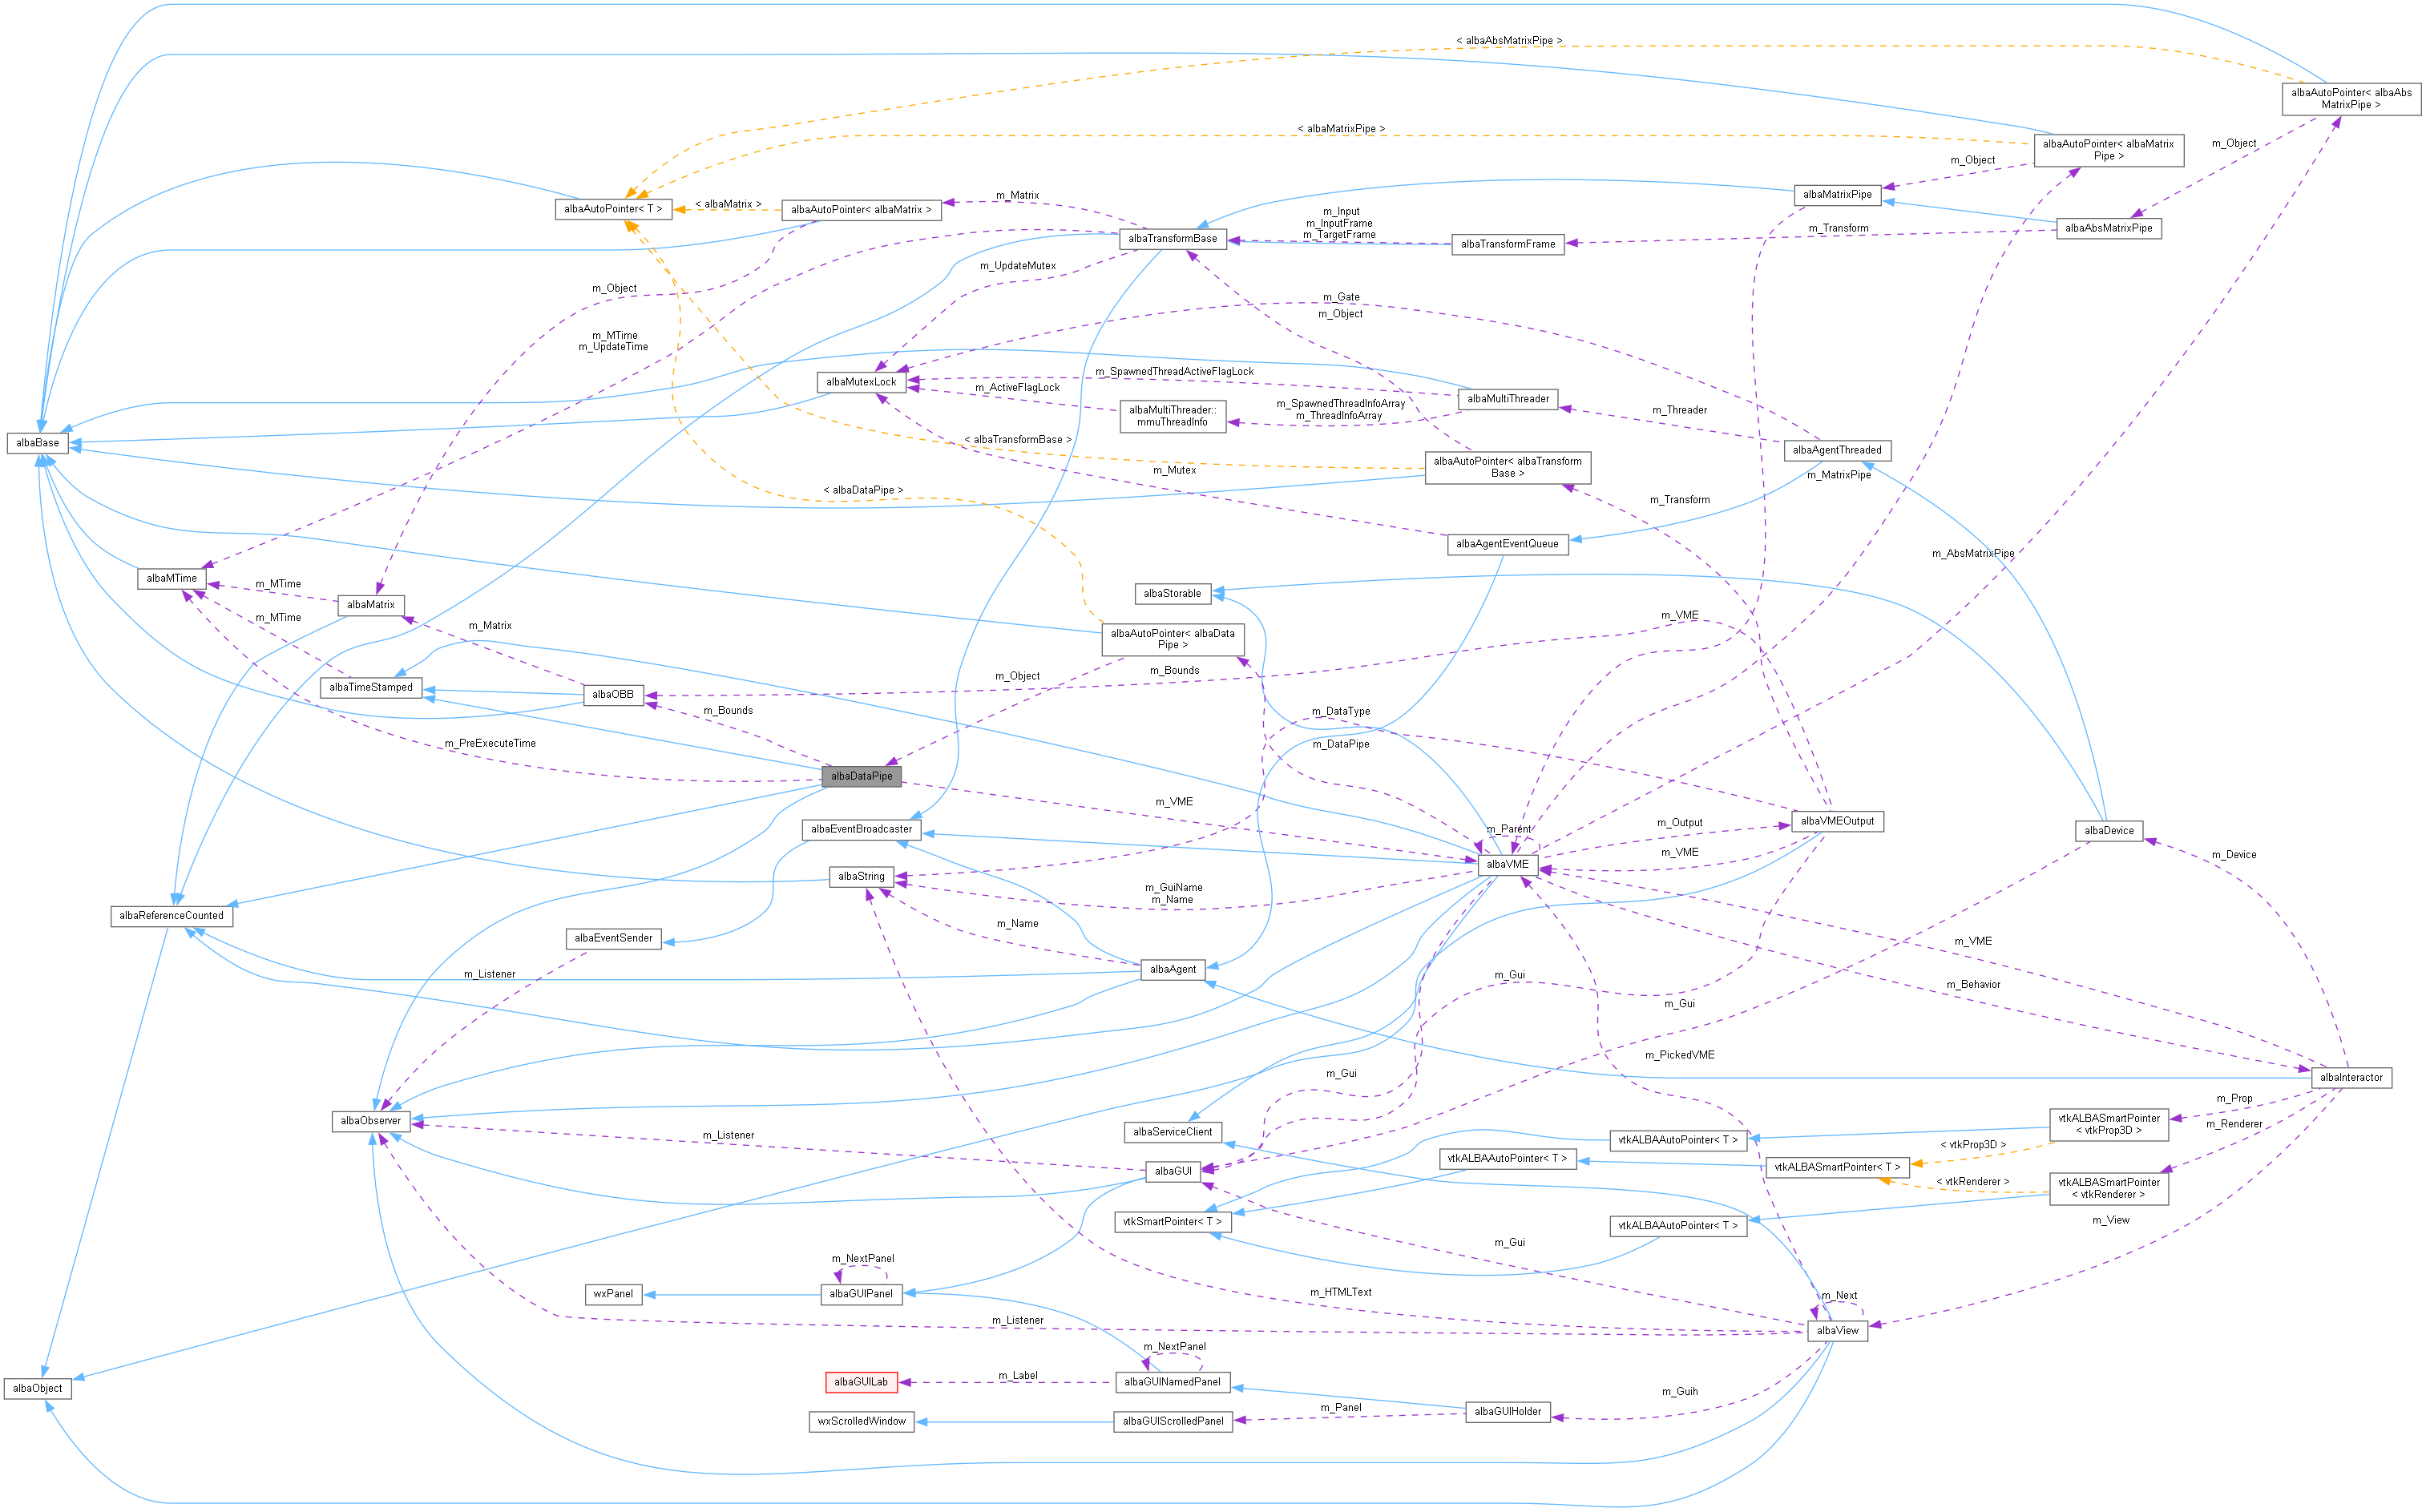 < albaAbsMatrixPipe >
albaAutoPointer< albaAbs
MatrixPipe >
< albaMatrixPipe >
m_Object
albaAutoPointer< albaMatrix
Pipe >
m_Object
albaMatrixPipe
m_Matrix
< albaMatrix >
albaAutoPointer< T >
albaAutoPointer< albaMatrix >
m_Input
m_InputFrame
m_TargetFrame
albaTransformBase
albaTransformFrame
m_Transform
albaAbsMatrixPipe
m_UpdateMutex
m_Object
m_Gate
m_Object
m_MTime
m_UpdateTime
m_SpawnedThreadActiveFlagLock
albaMutexLock
m_ActiveFlagLock
albaMultiThreader
albaMultiThreader::
mmuThreadInfo
m_SpawnedThreadInfoArray
m_ThreadInfoArray
m_Threader
albaBase
< albaTransformBase >
albaAgentThreaded
albaAutoPointer< albaTransform
Base >
m_Mutex
m_MatrixPipe
< albaDataPipe >
m_Transform
albaAgentEventQueue
m_AbsMatrixPipe
albaMTime
m_MTime
albaStorable
albaMatrix
m_MTime
m_Matrix
m_VME
albaAutoPointer< albaData
Pipe >
m_Object
m_Bounds
albaTimeStamped
albaOBB
m_Bounds
m_DataType
m_PreExecuteTime
m_DataPipe
albaDataPipe
m_VME
albaEventBroadcaster
m_Parent
m_Output
albaVMEOutput
albaDevice
m_VME
albaVME
m_Device
albaString
m_GuiName
m_Name
albaReferenceCounted
m_Name
albaEventSender
m_VME
m_Listener
albaAgent
m_Gui
m_Behavior
m_Gui
m_PickedVME
m_Gui
albaInteractor
m_Prop
albaObserver
m_Listener
albaServiceClient
vtkALBAAutoPointer< T >
vtkALBASmartPointer
< vtkProp3D >
m_Renderer
< vtkProp3D >
albaGUI
vtkALBAAutoPointer< T >
vtkALBASmartPointer< T >
< vtkRenderer >
vtkALBASmartPointer
< vtkRenderer >
vtkSmartPointer< T >
vtkALBAAutoPointer< T >
m_View
m_Gui
m_NextPanel
wxPanel
albaGUIPanel
m_HTMLText
m_Next
m_Listener
albaView
m_NextPanel
albaObject
albaGUILab
m_Label
albaGUINamedPanel
m_Guih
wxScrolledWindow
albaGUIScrolledPanel
m_Panel
albaGUIHolder